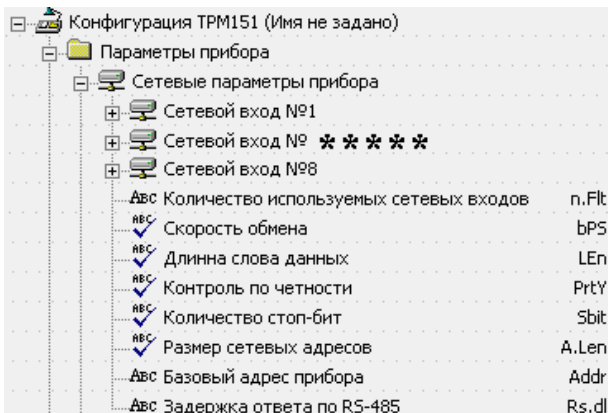 Конфигурация ТРМ151 (Имя не задано)
Параметры прибора
Сетевые параметры прибора
Сетевой вход №1
Сетевой вход № *****
Сетевой вход №8
Количество используемых сетевых входов n.Flt
Скорость обмена bPS
Длинна слова данных LEn
Контроль по четности PrtY
Количество стоп-бит Sbit
Размер сетевых адресов A.Len
Базовый адрес прибора Addr
Задержка ответа по RS-485 Rs.dl